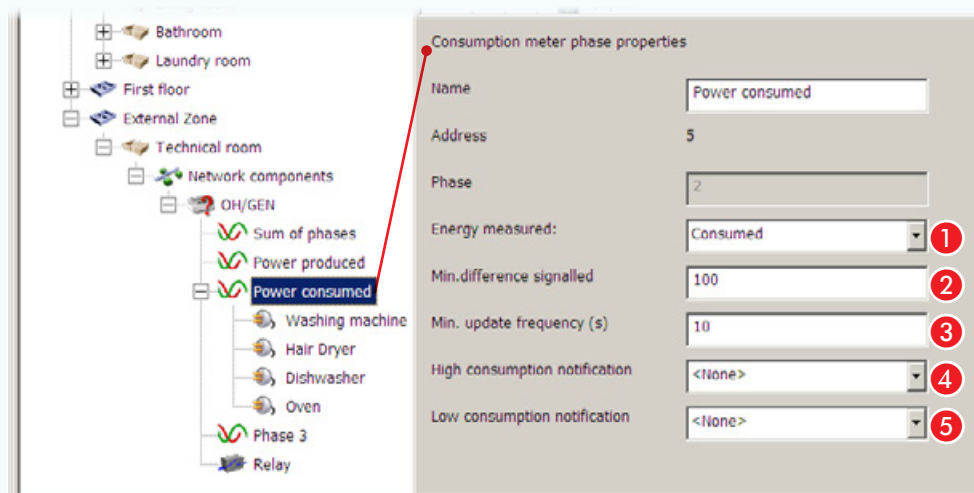 Bathroom
Laundry room
First floor
External Zone
Technical room
Network components
OH/GEN
Sum of phases
Power produced
Power consumed
Washing machine
Hair Dryer
Dishwasher
Oven
Phase 3
Relay
Consumption meter phase properties
Name Power consumed
Address 5
Phase 2
Energy measured: Consumed 1
Min.difference signalled 100 2
Min. update frequency (s) 10 3
High consumption notification <None> 4
Low consumption notification <None> 5